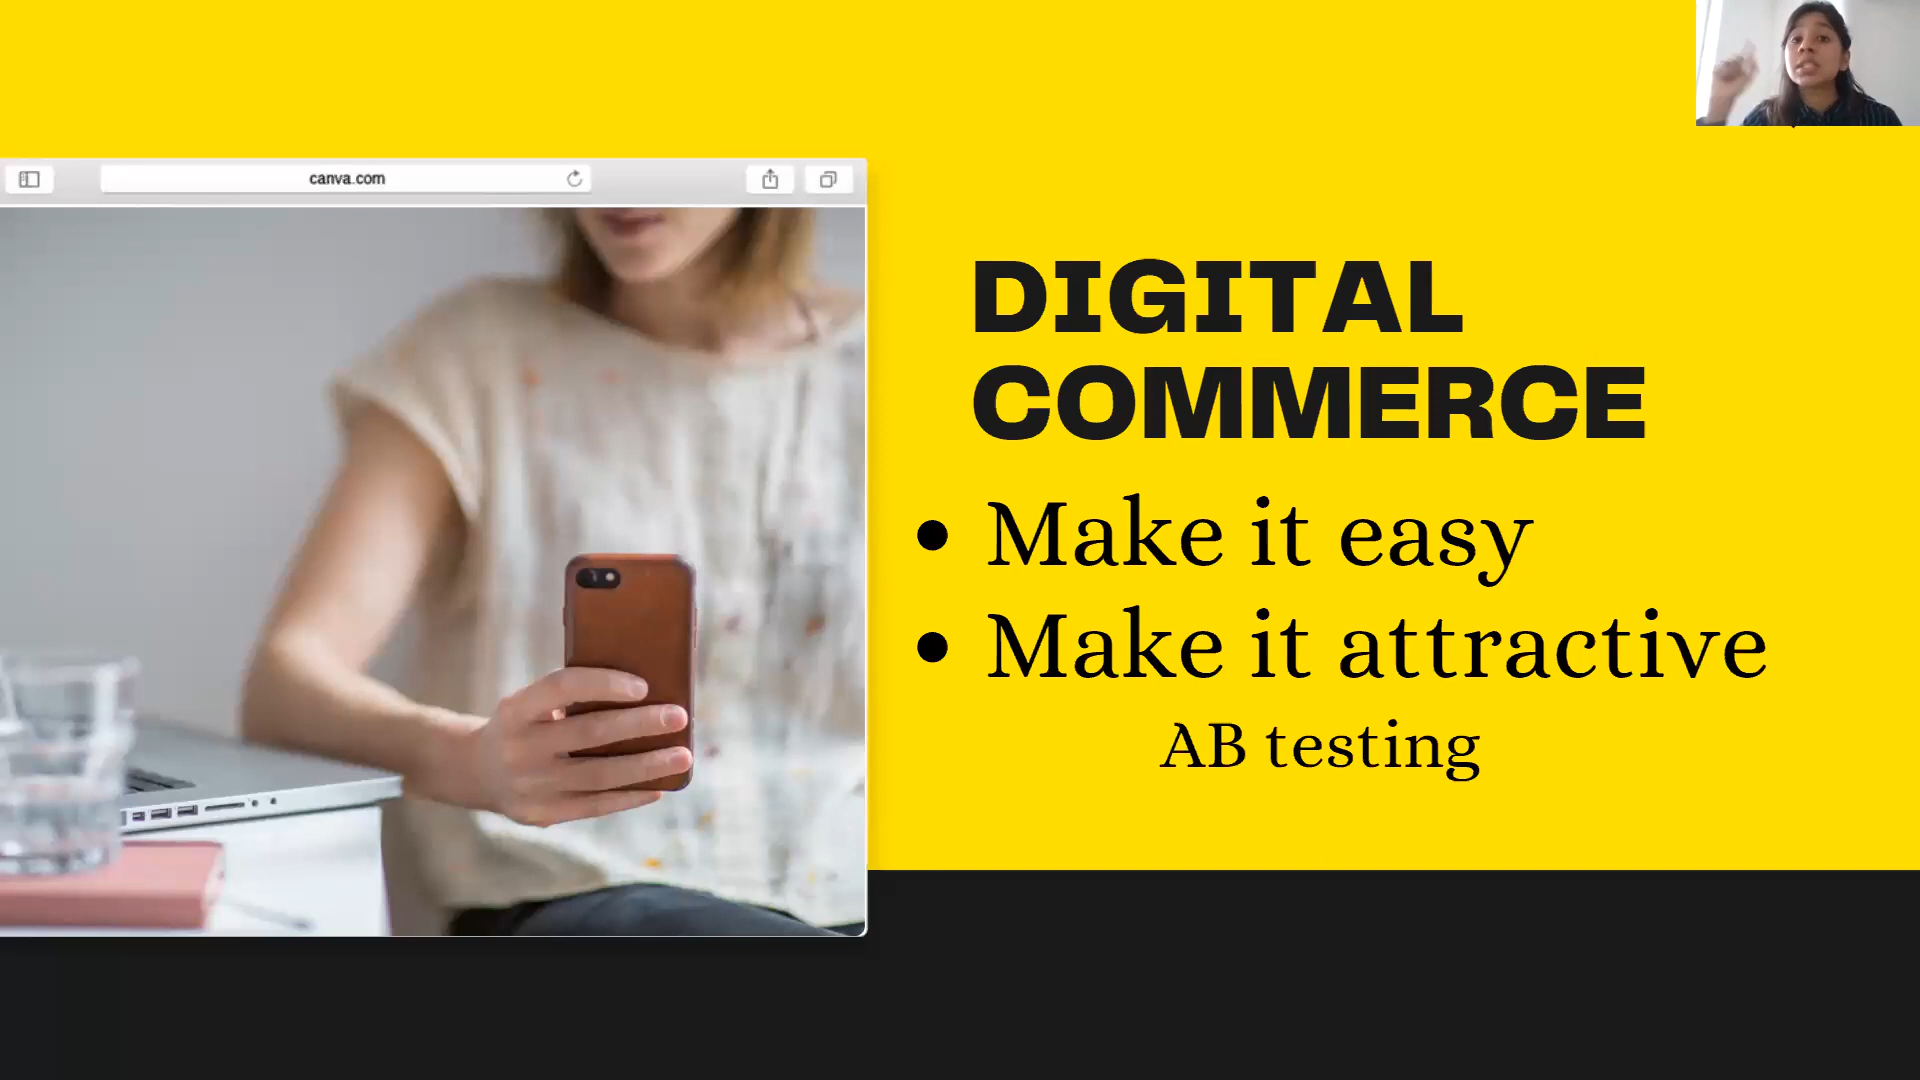 canva.com
DIGITAL
COMMERCE
• Make it easy
• Make it attractive
AB testing